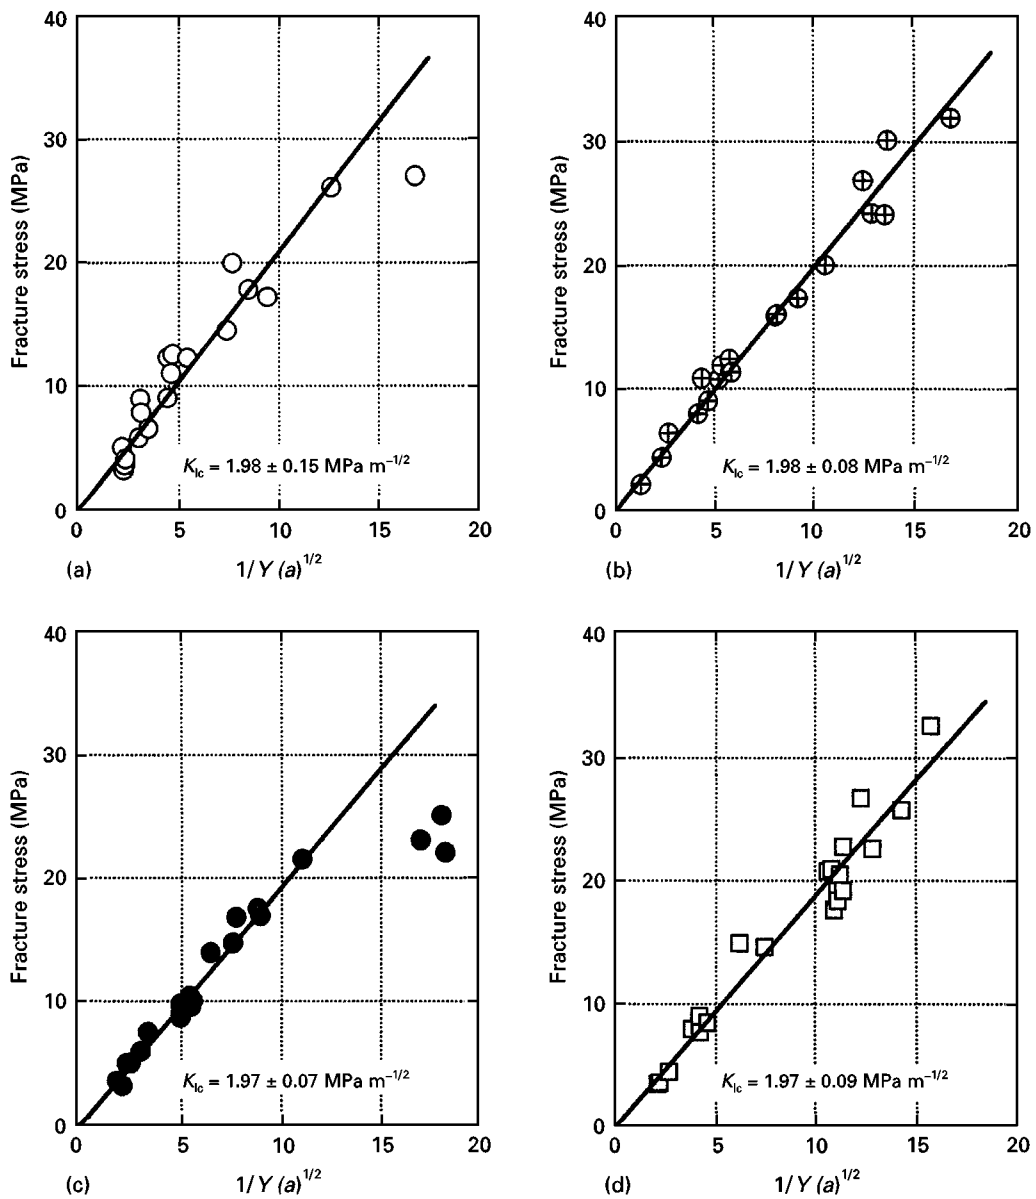 40
30
20
10
0
Fracture stress (MPa)
K_Ic = 1.98 ± 0.15 MPa m^–1/2
0 5 10 15 20
(a) 1/Y (a)^1/2
40
30
20
10
0
Fracture stress (MPa)
K_Ic = 1.98 ± 0.08 MPa m^–1/2
0 5 10 15 20
(b) 1/Y (a)^1/2
40
30
20
10
0
Fracture stress (MPa)
K_Ic = 1.97 ± 0.07 MPa m^–1/2
0 5 10 15 20
(c) 1/Y (a)^1/2
40
30
20
10
0
Fracture stress (MPa)
K_Ic = 1.97 ± 0.09 MPa m^–1/2
0 5 10 15 20
(d) 1/Y (a)^1/2